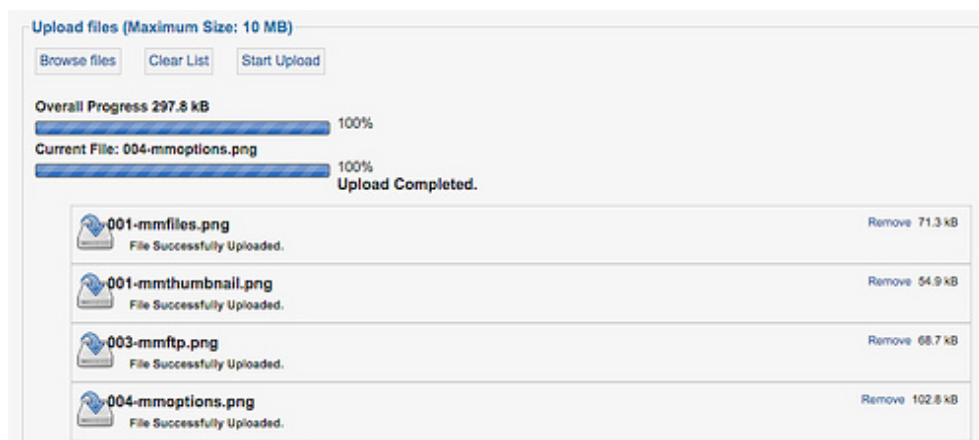 Upload files (Maximum Size: 10 MB)
Browse files Clear List Start Upload
Overall Progress 297.8 kB
100%
Current File: 004-mmoptions.png
100%
Upload Completed.
001-mmfiles.png Remove 71.3 kB
File Successfully Uploaded.
001-mmthumbnail.png Remove 54.9 kB
File Successfully Uploaded.
003-mmftp.png Remove 68.7 kB
File Successfully Uploaded.
004-mmoptions.png Remove 102.8 kB
File Successfully Uploaded.